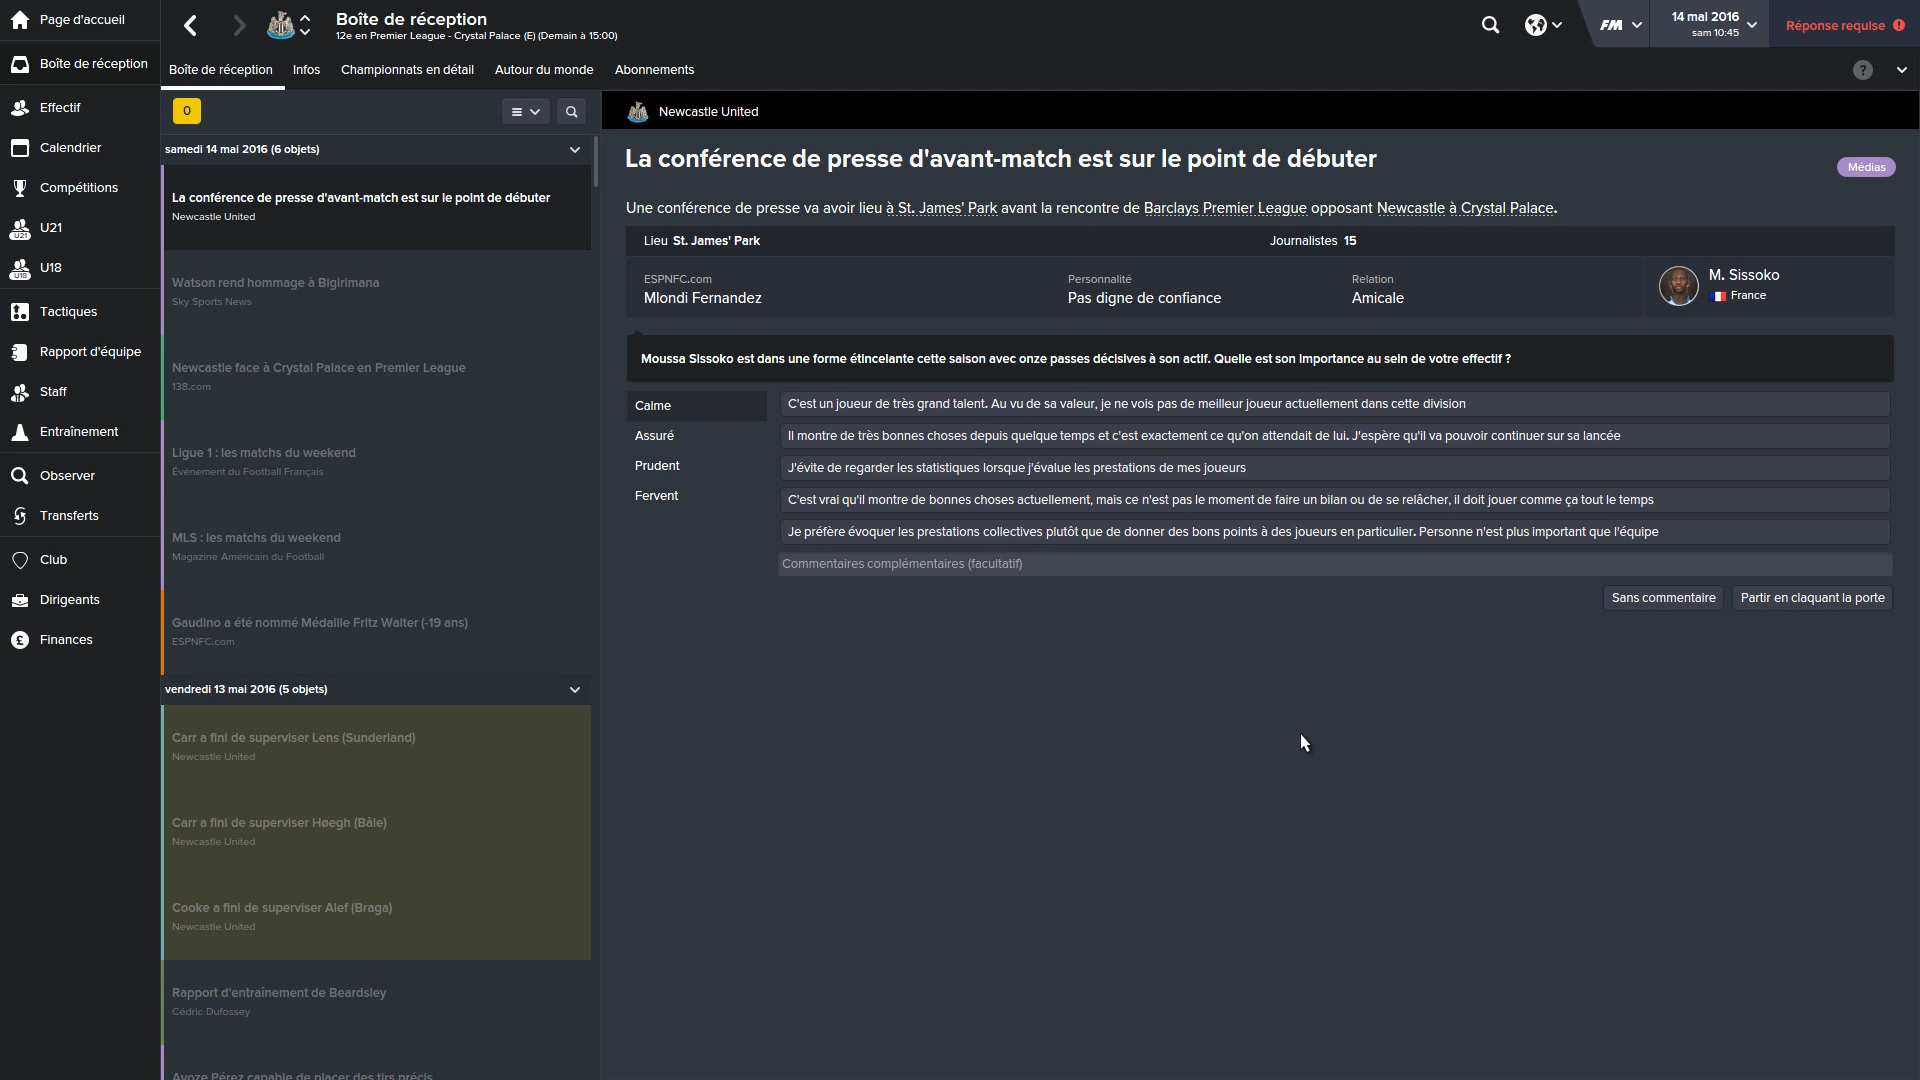 Page d'accueil
Boîte de réception
Effectif
Calendrier
Compétitions
U21
U21
U18
U18
Tactiques
Rapport d'équipe
Staff
Entraînement
Observer
Transferts
Club
Dirigeants
Finances
Boîte de réception
12e en Premier League - Crystal Palace (E) (Demain à 15:00)
FM
14 mai 2016
sam 10:45
Réponse requise
Boîte de réception Infos Championnats en détail Autour du monde Abonnements
?
0
samedi 14 mai 2016 (6 objets)
La conférence de presse d'avant-match est sur le point de débuter
Newcastle United
Watson rend hommage à Bigirimana
Sky Sports News
Newcastle face à Crystal Palace en Premier League
138.com
Ligue 1 : les matchs du weekend
Événement du Football Français
MLS : les matchs du weekend
Magazine Américain du Football
Gaudino a été nommé Médaille Fritz Walter (-19 ans)
ESPNFC.com
vendredi 13 mai 2016 (5 objets)
Carr a fini de superviser Lens (Sunderland)
Newcastle United
Carr a fini de superviser Høegh (Bâle)
Newcastle United
Cooke a fini de superviser Alef (Braga)
Newcastle United
Rapport d'entraînement de Beardsley
Cédric Dufossey
Ayoze Pérez capable de placer des tirs précis
Newcastle United
La conférence de presse d'avant-match est sur le point de débuter
Médias
Une conférence de presse va avoir lieu à St. James' Park avant la rencontre de Barclays Premier League opposant Newcastle à Crystal Palace.
Lieu St. James' Park
Journalistes 15
ESPNFC.com
Mlondi Fernandez
Personnalité
Pas digne de confiance
Relation
Amicale
M. Sissoko
France
Moussa Sissoko est dans une forme étincelante cette saison avec onze passes décisives à son actif. Quelle est son importance au sein de votre effectif ?
Calme
Assuré
Prudent
Fervent
C'est un joueur de très grand talent. Au vu de sa valeur, je ne vois pas de meilleur joueur actuellement dans cette division
Il montre de très bonnes choses depuis quelque temps et c'est exactement ce qu'on attendait de lui. J'espère qu'il va pouvoir continuer sur sa lancée
J'évite de regarder les statistiques lorsque j'évalue les prestations de mes joueurs
C'est vrai qu'il montre de bonnes choses actuellement, mais ce n'est pas le moment de faire un bilan ou de se relâcher, il doit jouer comme ça tout le temps
Je préfère évoquer les prestations collectives plutôt que de donner des bons points à des joueurs en particulier. Personne n'est plus important que l'équipe
Commentaires complémentaires (facultatif)
Sans commentaire
Partir en claquant la porte